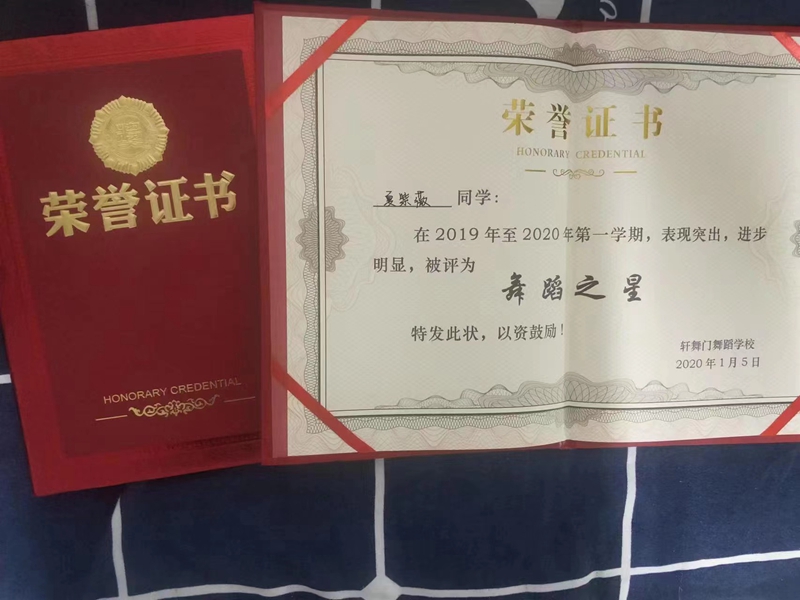 荣誉证书
HONORARY CREDENTIAL
荣誉证书
HONORARY CREDENTIAL
夏紫薇 同学：
在 2019 年至 2020 年第一学期，表现突出，进步
明显，被评为
舞蹈之星
特发此状，以资鼓励！
轩舞门舞蹈学校
2020 年 1 月 5 日